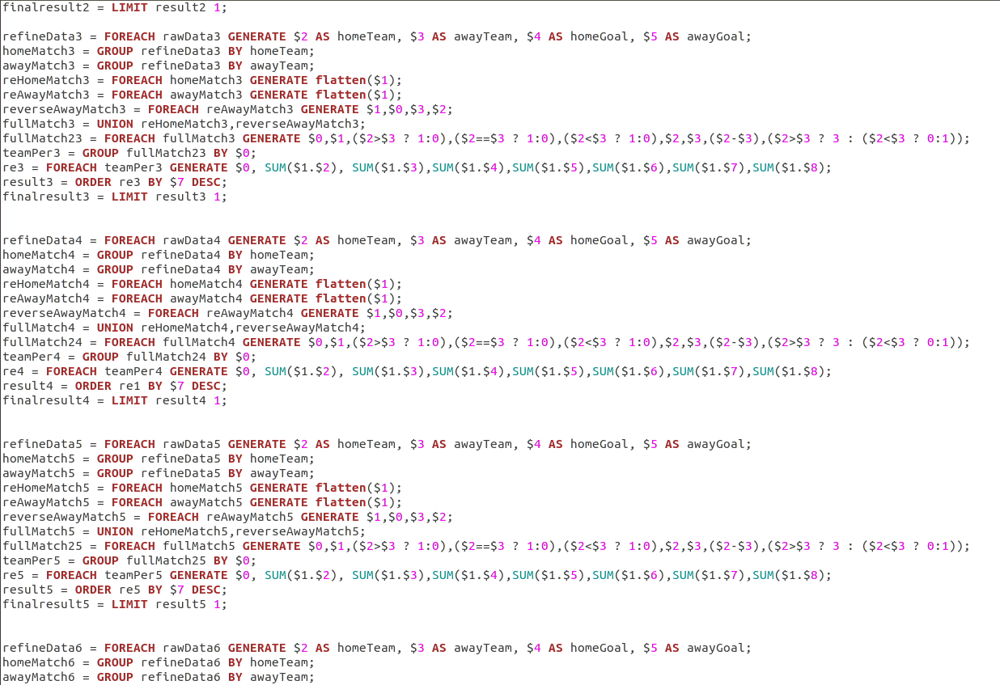 finalresult2 = LIMIT result2 1;
refineData3 = FOREACH rawData3 GENERATE $2 AS homeTeam, $3 AS awayTeam, $4 AS homeGoal, $5 AS awayGoal;
homeMatch3 = GROUP refineData3 BY homeTeam;
awayMatch3 = GROUP refineData3 BY awayTeam;
reHomeMatch3 = FOREACH homeMatch3 GENERATE flatten($1);
reAwayMatch3 = FOREACH awayMatch3 GENERATE flatten($1);
reverseAwayMatch3 = FOREACH reAwayMatch3 GENERATE $1,$0,$3,$2;
fullMatch3 = UNION reHomeMatch3,reverseAwayMatch3;
fullMatch23 = FOREACH fullMatch3 GENERATE $0,$1,($2>$3 ? 1:0),($2==$3 ? 1:0),($2<$3 ? 1:0),$2,$3,($2-$3),($2>$3 ? 3 : ($2<$3 ? 0:1));
teamPer3 = GROUP fullMatch23 BY $0;
re3 = FOREACH teamPer3 GENERATE $0, SUM($1.$2), SUM($1.$3),SUM($1.$4),SUM($1.$5),SUM($1.$6),SUM($1.$7),SUM($1.$8);
result3 = ORDER re3 BY $7 DESC;
finalresult3 = LIMIT result3 1;
refineData4 = FOREACH rawData4 GENERATE $2 AS homeTeam, $3 AS awayTeam, $4 AS homeGoal, $5 AS awayGoal;
homeMatch4 = GROUP refineData4 BY homeTeam;
awayMatch4 = GROUP refineData4 BY awayTeam;
reHomeMatch4 = FOREACH homeMatch4 GENERATE flatten($1);
reAwayMatch4 = FOREACH awayMatch4 GENERATE flatten($1);
reverseAwayMatch4 = FOREACH reAwayMatch4 GENERATE $1,$0,$3,$2;
fullMatch4 = UNION reHomeMatch4,reverseAwayMatch4;
fullMatch24 = FOREACH fullMatch4 GENERATE $0,$1,($2>$3 ? 1:0),($2==$3 ? 1:0),($2<$3 ? 1:0),$2,$3,($2-$3),($2>$3 ? 3 : ($2<$3 ? 0:1));
teamPer4 = GROUP fullMatch24 BY $0;
re4 = FOREACH teamPer4 GENERATE $0, SUM($1.$2), SUM($1.$3),SUM($1.$4),SUM($1.$5),SUM($1.$6),SUM($1.$7),SUM($1.$8);
result4 = ORDER re1 BY $7 DESC;
finalresult4 = LIMIT result4 1;
refineData5 = FOREACH rawData5 GENERATE $2 AS homeTeam, $3 AS awayTeam, $4 AS homeGoal, $5 AS awayGoal;
homeMatch5 = GROUP refineData5 BY homeTeam;
awayMatch5 = GROUP refineData5 BY awayTeam;
reHomeMatch5 = FOREACH homeMatch5 GENERATE flatten($1);
reAwayMatch5 = FOREACH awayMatch5 GENERATE flatten($1);
reverseAwayMatch5 = FOREACH reAwayMatch5 GENERATE $1,$0,$3,$2;
fullMatch5 = UNION reHomeMatch5,reverseAwayMatch5;
fullMatch25 = FOREACH fullMatch5 GENERATE $0,$1,($2>$3 ? 1:0),($2==$3 ? 1:0),($2<$3 ? 1:0),$2,$3,($2-$3),($2>$3 ? 3 : ($2<$3 ? 0:1));
teamPer5 = GROUP fullMatch25 BY $0;
re5 = FOREACH teamPer5 GENERATE $0, SUM($1.$2), SUM($1.$3),SUM($1.$4),SUM($1.$5),SUM($1.$6),SUM($1.$7),SUM($1.$8);
result5 = ORDER re5 BY $7 DESC;
finalresult5 = LIMIT result5 1;
refineData6 = FOREACH rawData6 GENERATE $2 AS homeTeam, $3 AS awayTeam, $4 AS homeGoal, $5 AS awayGoal;
homeMatch6 = GROUP refineData6 BY homeTeam;
awayMatch6 = GROUP refineData6 BY awayTeam;